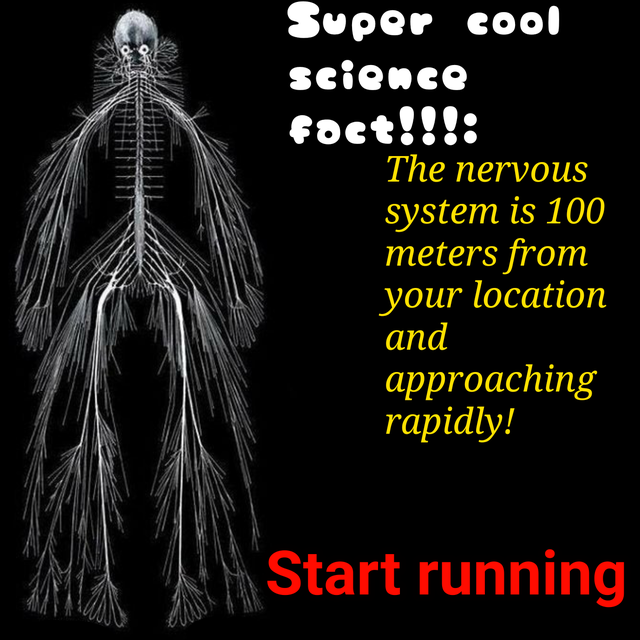 Super cool
science
fact!!!:
The nervous
system is 100
meters from
your location
and
approaching
rapidly!
Start running